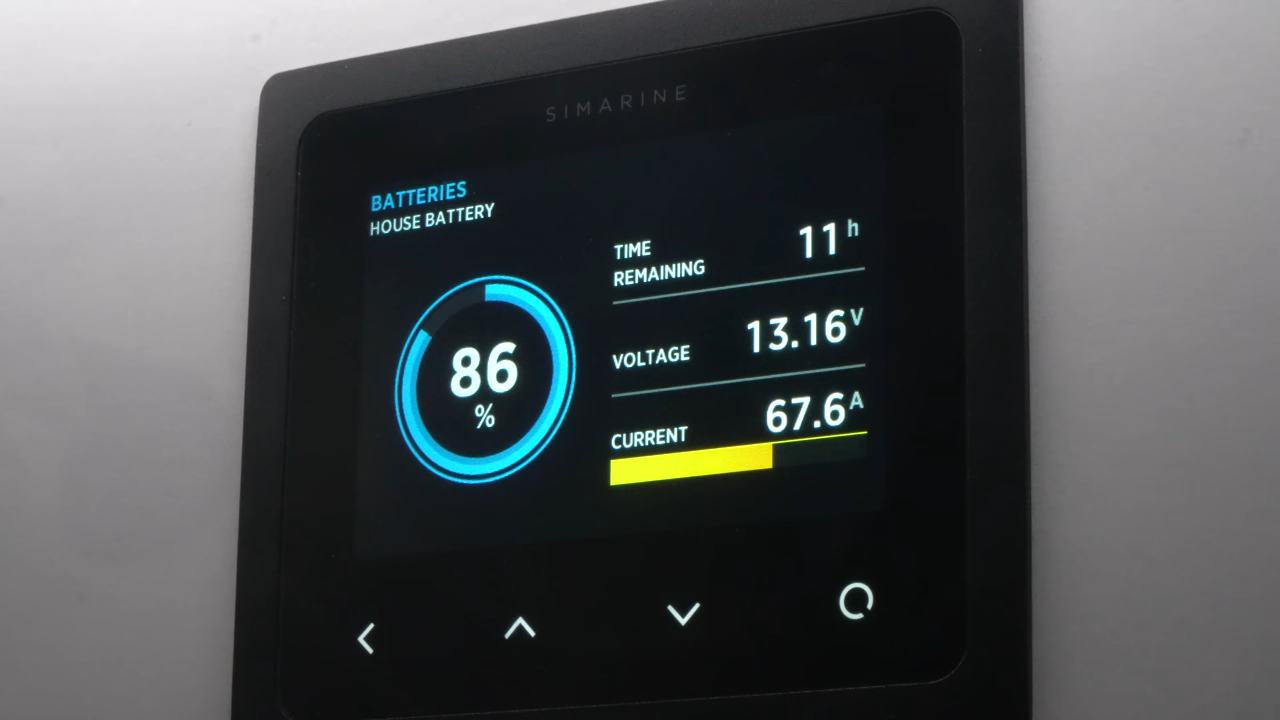 SIMARINE
BATTERIES
HOUSE BATTERY
86
%
TIME
REMAINING
11 h
VOLTAGE
13.16 V
CURRENT
67.6 A